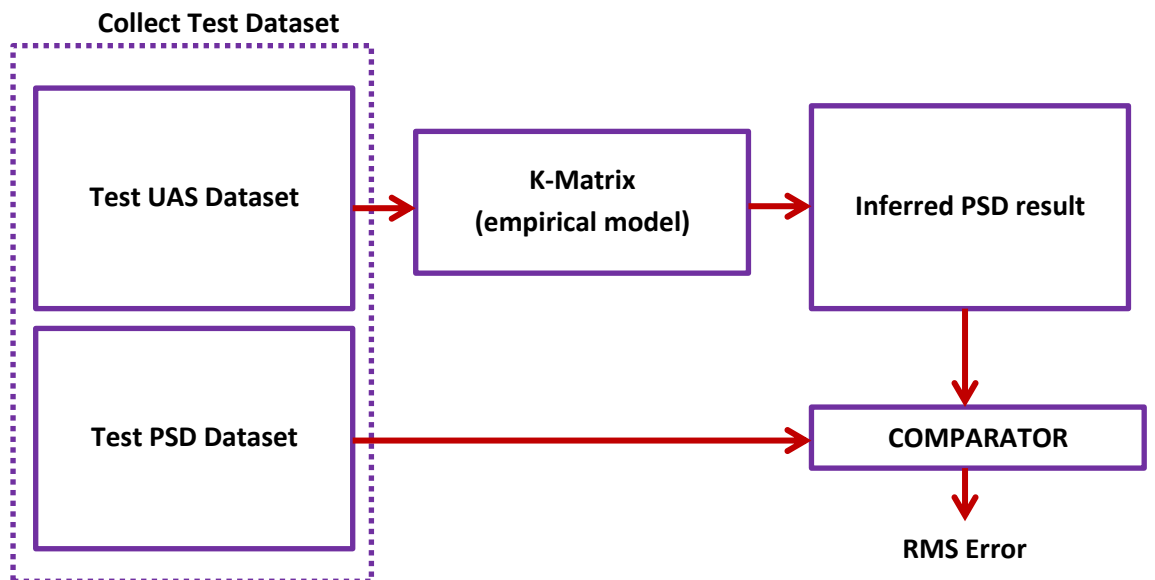 Collect Test Dataset
Test UAS Dataset
K-Matrix
(empirical model)
Inferred PSD result
Test PSD Dataset
COMPARATOR
RMS Error